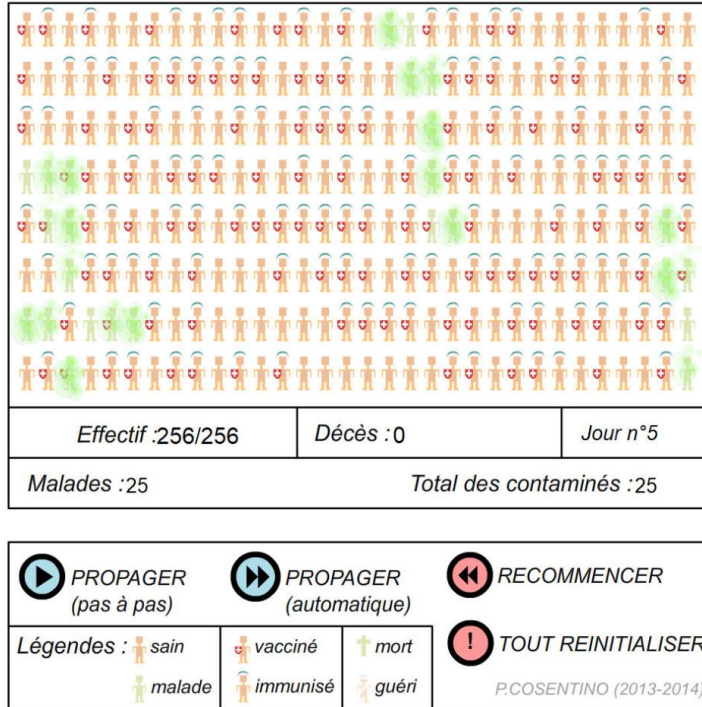 Effectif :256/256
Décès :0
Jour n°5
Malades :25
Total des contaminés :25
PROPAGER
(pas à pas)
PROPAGER
(automatique)
RECOMMENCER
Légendes :
sain
vacciné
mort
malade
immunisé
guéri
! TOUT REINITIALISER
P.COSENTINO (2013-2014)